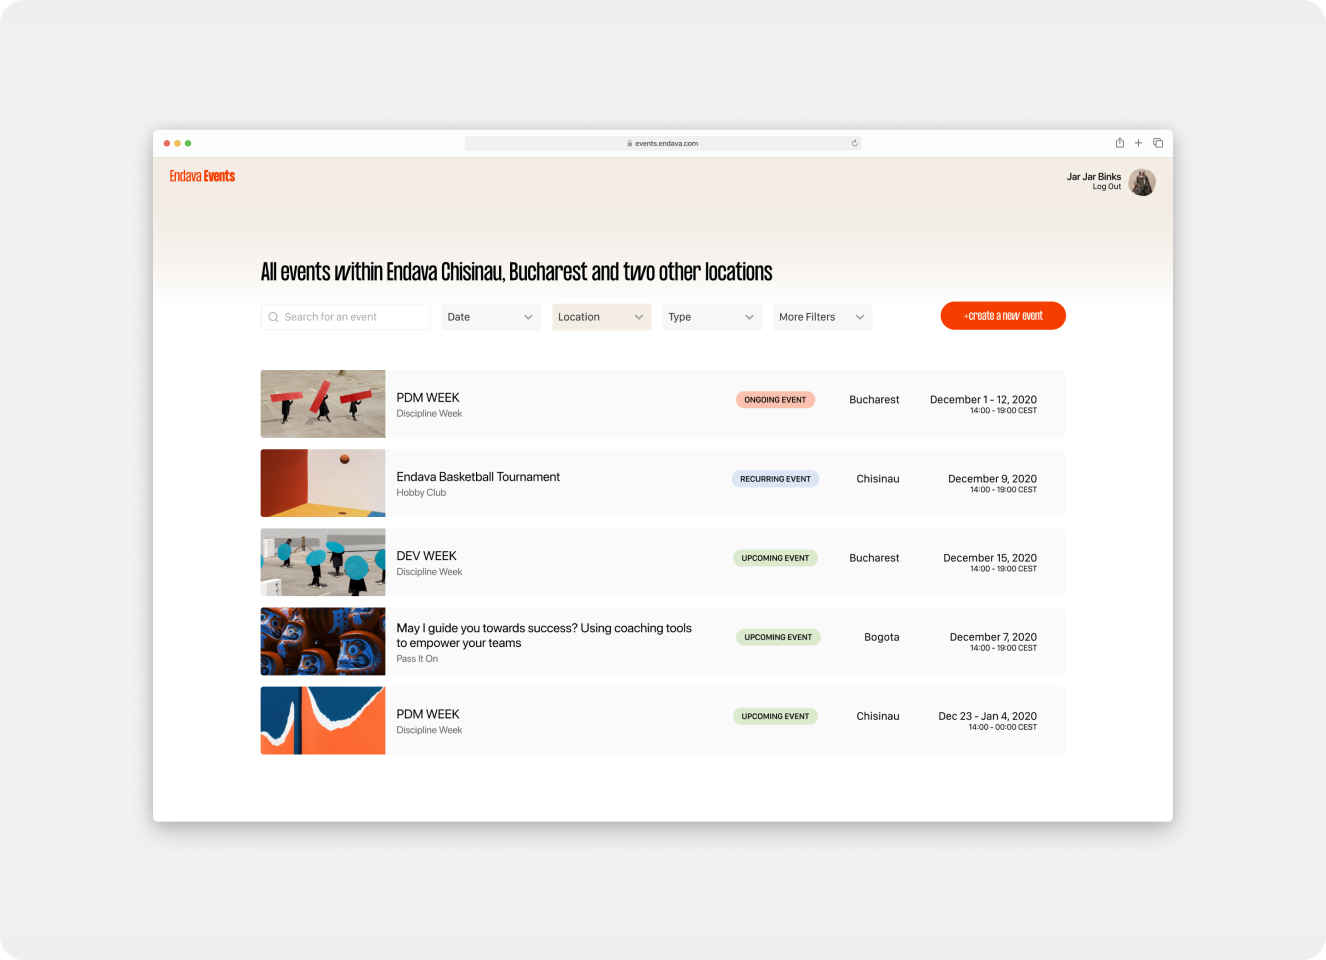 events.endava.com
Endava Events
Jar Jar Binks
Log Out
All events within Endava Chisinau, Bucharest and two other locations
Search for an event
Date
Location
Type
More Filters
+create a new event
PDM WEEK
Discipline Week
ONGOING EVENT
Bucharest
December 1 - 12, 2020
14:00 - 19:00 CEST
Endava Basketball Tournament
Hobby Club
RECURRING EVENT
Chisinau
December 9, 2020
14:00 - 19:00 CEST
DEV WEEK
Discipline Week
UPCOMING EVENT
Bucharest
December 15, 2020
14:00 - 19:00 CEST
May I guide you towards success? Using coaching tools
to empower your teams
Pass It On
UPCOMING EVENT
Bogota
December 7, 2020
14:00 - 19:00 CEST
PDM WEEK
Discipline Week
UPCOMING EVENT
Chisinau
Dec 23 - Jan 4, 2020
14:00 - 00:00 CEST